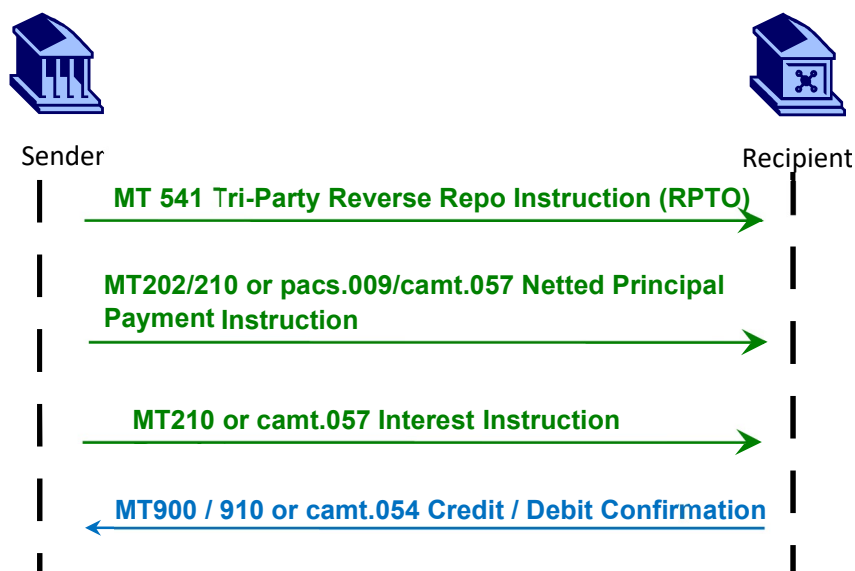 Sender
Recipient
MT 541 Tri-Party Reverse Repo Instruction (RPTO)
MT202/210 or pacs.009/camt.057 Netted Principal
Payment Instruction
MT210 or camt.057 Interest Instruction
MT900 / 910 or camt.054 Credit / Debit Confirmation